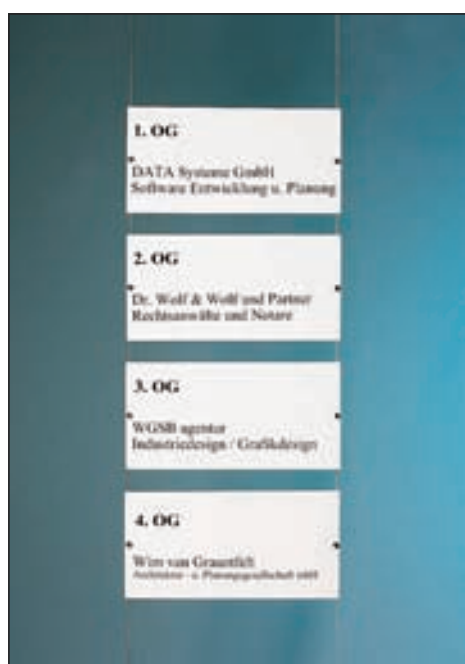 1. OG
DATA Systeme GmbH
Software Entwicklung u. Planung
2. OG
Dr. Wolf & Wolf und Partner
Rechtsanwälte und Notare
3. OG
WGSB agentur
Industriedesign / Grafikdesign
4. OG
Wim van
Architektur - u. Planungsgesellschaft mbH